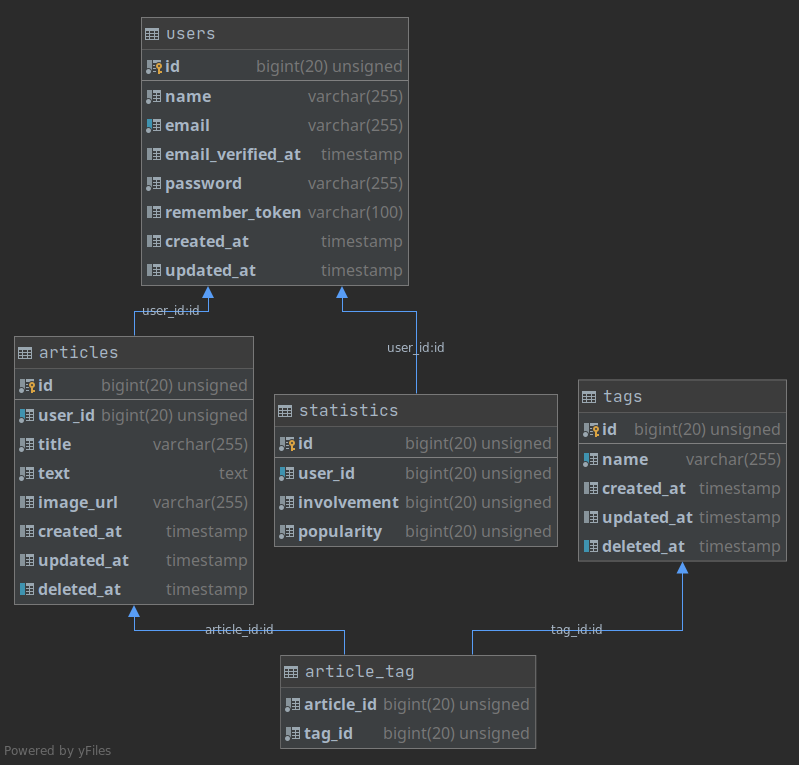 users
id bigint(20) unsigned
name varchar(255)
email varchar(255)
email_verified_at timestamp
password varchar(255)
remember_token varchar(100)
created_at timestamp
updated_at timestamp
user_id:id
user_id:id
articles
id bigint(20) unsigned
user_id bigint(20) unsigned
title varchar(255)
text text
image_url varchar(255)
created_at timestamp
updated_at timestamp
deleted_at timestamp
statistics
id bigint(20) unsigned
user_id bigint(20) unsigned
involvement bigint(20) unsigned
popularity bigint(20) unsigned
tags
id bigint(20) unsigned
name varchar(255)
created_at timestamp
updated_at timestamp
deleted_at timestamp
article_id:id
tag_id:id
article_tag
article_id bigint(20) unsigned
tag_id bigint(20) unsigned
Powered by yFiles